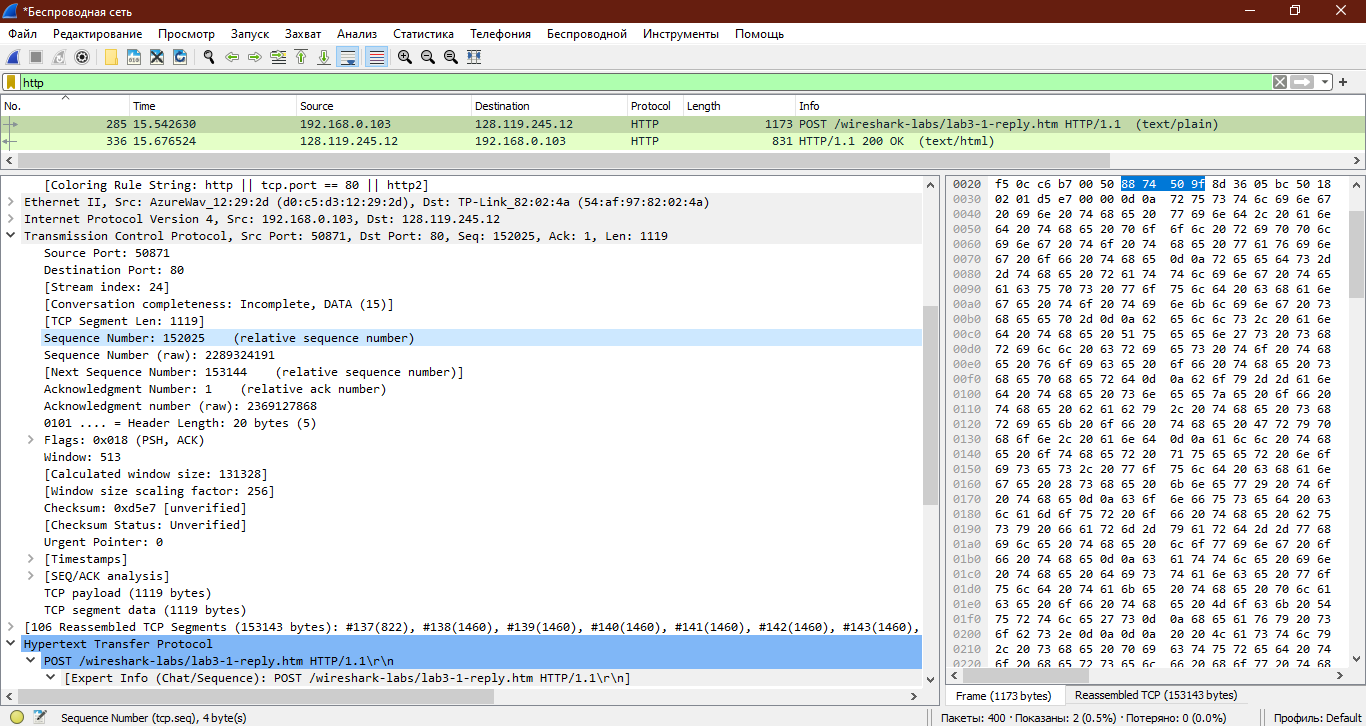 *Беспроводная сеть
Файл Редактирование Просмотр Запуск Захват Анализ Статистика Телефония Беспроводной Инструменты Помощь
http
No. Time Source Destination Protocol Length Info
285 15.542630 192.168.0.103 128.119.245.12 HTTP 1173 POST /wireshark-labs/lab3-1-reply.htm HTTP/1.1 (text/plain)
336 15.676524 128.119.245.12 192.168.0.103 HTTP 831 HTTP/1.1 200 OK (text/html)
[Coloring Rule String: http || tcp.port == 80 || http2]
Ethernet II, Src: AzureWav_12:29:2d (d0:c5:d3:12:29:2d), Dst: TP-Link_82:02:4a (54:af:97:82:02:4a)
Internet Protocol Version 4, Src: 192.168.0.103, Dst: 128.119.245.12
Transmission Control Protocol, Src Port: 50871, Dst Port: 80, Seq: 152025, Ack: 1, Len: 1119
Source Port: 50871
Destination Port: 80
[Stream index: 24]
[Conversation completeness: Incomplete, DATA (15)]
[TCP Segment Len: 1119]
Sequence Number: 152025 (relative sequence number)
Sequence Number (raw): 2289324191
[Next Sequence Number: 153144 (relative sequence number)]
Acknowledgment Number: 1 (relative ack number)
Acknowledgment number (raw): 2369127868
0101 .... = Header Length: 20 bytes (5)
Flags: 0x018 (PSH, ACK)
Window: 513
[Calculated window size: 131328]
[Window size scaling factor: 256]
Checksum: 0xd5e7 [unverified]
[Checksum Status: Unverified]
Urgent Pointer: 0
[Timestamps]
[SEQ/ACK analysis]
TCP payload (1119 bytes)
TCP segment data (1119 bytes)
[106 Reassembled TCP Segments (153143 bytes): #137(822), #138(1460), #139(1460), #140(1460), #141(1460), #142(1460), #143(1460),
Hypertext Transfer Protocol
POST /wireshark-labs/lab3-1-reply.htm HTTP/1.1\r\n
[Expert Info (Chat/Sequence): POST /wireshark-labs/lab3-1-reply.htm HTTP/1.1\r\n]
0020 f5 0c c6 b7 00 50 88 74 50 9f 8d 36 05 bc 50 18
0030 02 01 d5 e7 00 00 0d 0a 72 75 73 74 6c 69 6e 67
0040 20 69 6e 20 74 68 65 20 77 69 6e 64 2c 20 61 6e
0050 64 20 74 68 65 20 70 6f 6f 6c 20 72 69 70 70 6c
0060 69 6e 67 20 74 6f 20 74 68 65 20 77 61 76 69 6e
0070 67 20 6f 66 20 74 68 65 0d 0a 72 65 65 64 73 2d
0080 2d 74 68 65 20 72 61 74 74 6c 69 6e 67 20 74 65
0090 61 63 75 70 73 20 77 6f 75 6c 64 20 63 68 61 6e
00a0 67 65 20 74 6f 20 74 69 6e 6b 6c 69 6e 67 20 73
00b0 68 65 65 70 2d 0d 0a 62 65 6c 6c 73 2c 20 61 6e
00c0 64 20 74 68 65 20 51 75 65 65 6e 27 73 20 73 68
00d0 72 69 6c 6c 20 63 72 69 65 73 20 74 6f 20 74 68
00e0 65 20 76 6f 69 63 65 20 6f 66 20 74 68 65 20 73
00f0 68 65 70 68 65 72 64 0d 0a 62 6f 79 2d 2d 61 6e
0100 64 20 74 68 65 20 73 6e 65 65 7a 65 20 6f 66 20
0110 74 68 65 20 62 61 62 79 2c 20 74 68 65 20 73 68
0120 72 69 65 6b 20 6f 66 20 74 68 65 20 47 72 79 70
0130 68 6f 6e 2c 20 61 6e 64 0d 0a 61 6c 6c 20 74 68
0140 65 20 6f 74 68 65 72 20 71 75 65 65 72 20 6e 6f
0150 69 73 65 73 2c 20 77 6f 75 6c 64 20 63 68 61 6e
0160 67 65 20 28 73 68 65 20 6b 6e 65 77 29 20 74 6f
0170 20 74 68 65 0d 0a 63 6f 6e 66 75 73 65 64 20 63
0180 6c 61 6d 6f 75 72 20 6f 66 20 74 68 65 20 62 75
0190 73 79 20 66 61 72 6d 2d 79 61 72 64 2d 2d 77 68
01a0 69 6c 65 20 74 68 65 20 6c 6f 77 69 6e 67 20 6f
01b0 66 20 74 68 65 0d 0a 63 61 74 74 6c 65 20 69 6e
01c0 20 74 68 65 20 64 69 73 74 61 6e 63 65 20 77 6f
01d0 75 6c 64 20 74 61 6b 65 20 74 68 65 20 70 6c 61
01e0 63 65 20 6f 66 20 74 68 65 20 4d 6f 63 6b 20 54
01f0 75 72 74 6c 65 27 73 0d 0a 68 65 61 76 79 20 73
0200 6f 62 73 2e 0d 0a 0d 0a 20 20 4c 61 73 74 6c 79
0210 2c 20 73 68 65 20 70 69 63 74 75 72 65 64 20 74
0220 6f 20 68 65 72 73 65 6c 66 20 68 6f 77 20 74 68
Frame (1173 bytes) Reassembled TCP (153143 bytes)
Sequence Number (tcp.seq), 4 byte(s) Пакеты: 400 · Показаны: 2 (0.5%) · Потеряно: 0 (0.0%) Профиль: Default